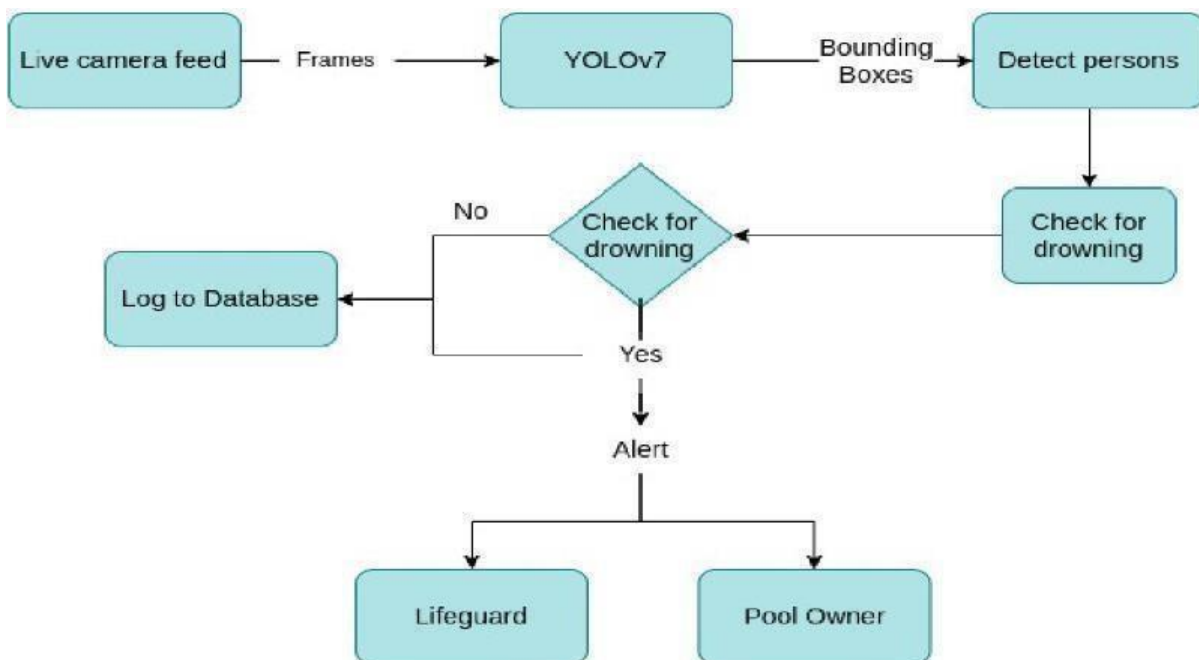 Live camera feed
Frames
YOLOv7
Bounding
Boxes
Detect persons
No
Check for
drowning
Check for
drowning
Log to Database
Yes
Alert
Lifeguard
Pool Owner